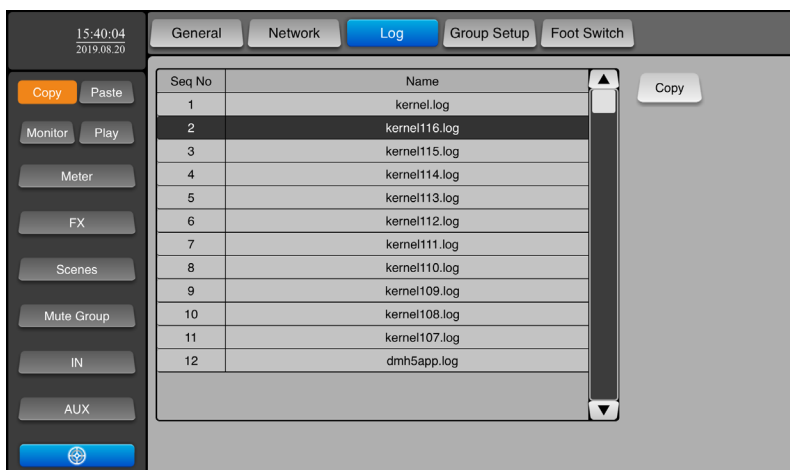 15:40:04
2019.08.20
General Network Log Group Setup Foot Switch
Copy Paste
Monitor Play
Meter
FX
Scenes
Mute Group
IN
AUX
Seq No Name
1 kernel.log
2 kernel116.log
3 kernel115.log
4 kernel114.log
5 kernel113.log
6 kernel112.log
7 kernel111.log
8 kernel110.log
9 kernel109.log
10 kernel108.log
11 kernel107.log
12 dmh5app.log
Copy